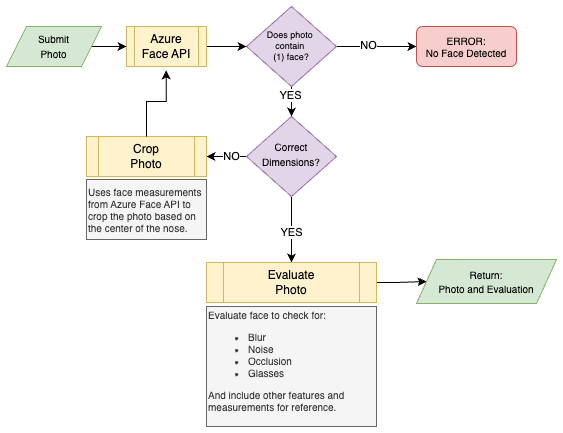 Submit
Photo
Azure
Face API
Does photo
contain
(1) face?
NO
ERROR:
No Face Detected
YES
Crop
Photo
NO
Correct
Dimensions?
Uses face measurements
from Azure Face API to
crop the photo based on
the center of the nose.
YES
Evaluate
Photo
Return:
Photo and Evaluation
Evaluate face to check for:
• Blur
• Noise
• Occlusion
• Glasses
And include other features and
measurements for reference.